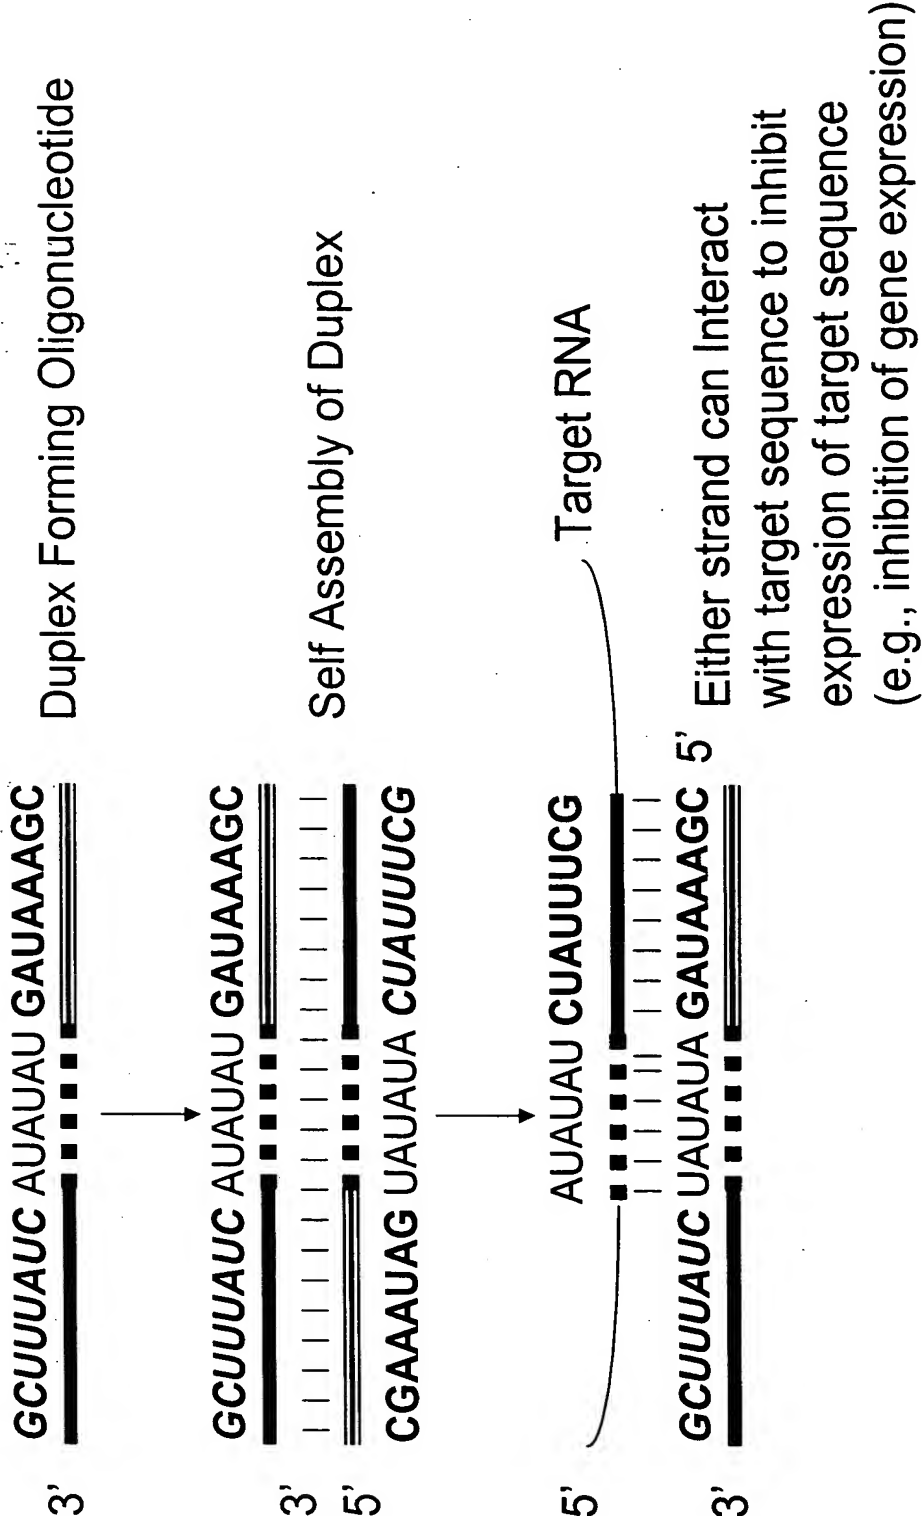 GCUUUAUC AUAUAU GAUAAAGC
3' Duplex Forming Oligonucleotide
GCUUUAUC AUAUAU GAUAAAGC
3'
Self Assembly of Duplex
5'
CGAAAUAG UAUAUA CUAUUUCG
AUAUAU CUAUUUCG
5' Target RNA
GCUUUAUC UAUAUA GAUAAAGC 5'
3'
Either strand can Interact
with target sequence to inhibit
expression of target sequence
(e.g., inhibition of gene expression)